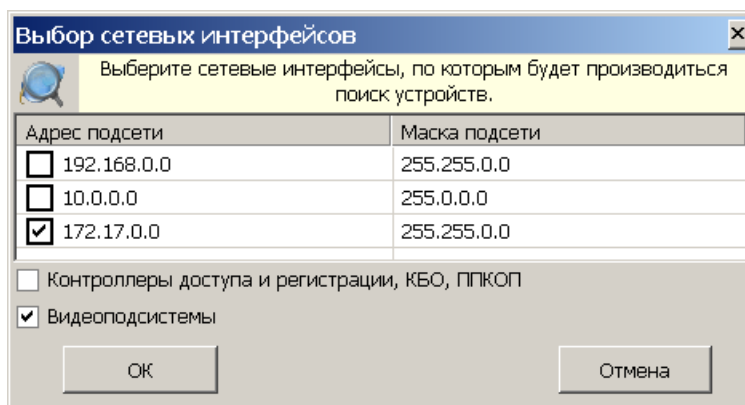 Выбор сетевых интерфейсов
Выберите сетевые интерфейсы, по которым будет производиться
поиск устройств.
Адрес подсети Маска подсети
192.168.0.0 255.255.0.0
10.0.0.0 255.0.0.0
172.17.0.0 255.255.0.0
Контроллеры доступа и регистрации, КБО, ППКОП
Видеоподсистемы
ОК Отмена